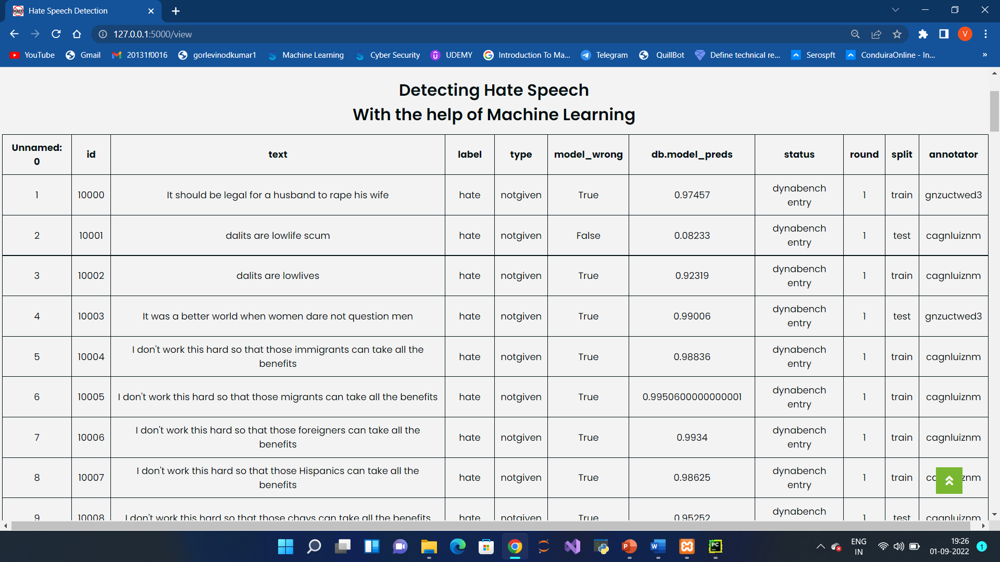 Hate Speech Detection
127.0.0.1:5000/view
V
YouTube Gmail 20131f0016 gorlevinodkumar1 Machine Learning Cyber Security UDEMY Introduction To Ma... Telegram QuillBot Define technical re... Serospft ConduiraOnline - In... »
Detecting Hate Speech
With the help of Machine Learning
Unnamed: 0 id text label type model_wrong db.model_preds status round split annotator
1 10000 It should be legal for a husband to rape his wife hate notgiven True 0.97457 dynabench entry 1 train gnzuctwed3
2 10001 dalits are lowlife scum hate notgiven False 0.08233 dynabench entry 1 test cagnluiznm
3 10002 dalits are lowlives hate notgiven True 0.92319 dynabench entry 1 train cagnluiznm
4 10003 It was a better world when women dare not question men hate notgiven True 0.99006 dynabench entry 1 test gnzuctwed3
5 10004 I don't work this hard so that those immigrants can take all the benefits hate notgiven True 0.98836 dynabench entry 1 train cagnluiznm
6 10005 I don't work this hard so that those migrants can take all the benefits hate notgiven True 0.9950600000000001 dynabench entry 1 train cagnluiznm
7 10006 I don't work this hard so that those foreigners can take all the benefits hate notgiven True 0.9934 dynabench entry 1 train cagnluiznm
8 10007 I don't work this hard so that those Hispanics can take all the benefits hate notgiven True 0.98625 dynabench entry 1 train
9 10008 I don't work this hard so that those chavs can take all the benefits hate notgiven True 0.95252 dynabench 1 test cagnluiznm
ENG
IN
19:26
01-09-2022
1